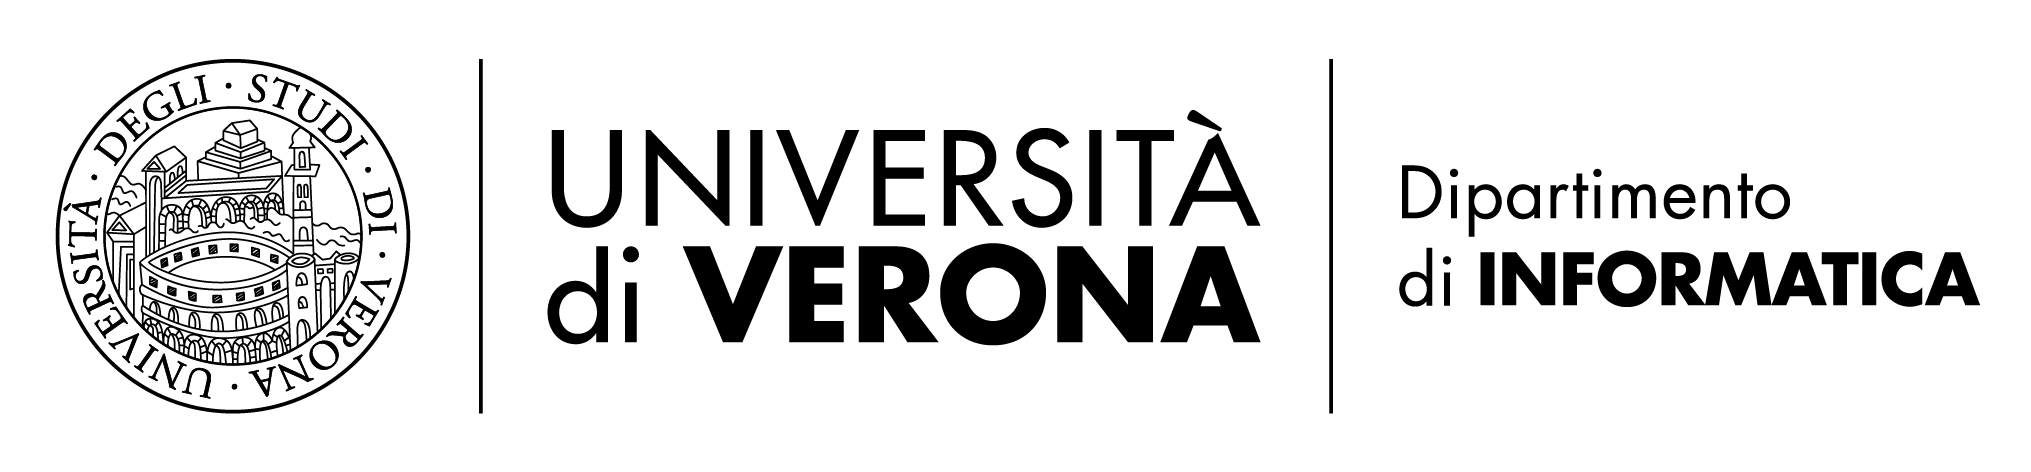 UNIVERSITÀ · DEGLI · STUDI · DI · VERONA ·
UNIVERSITÀ
di VERONA
Dipartimento
di INFORMATICA